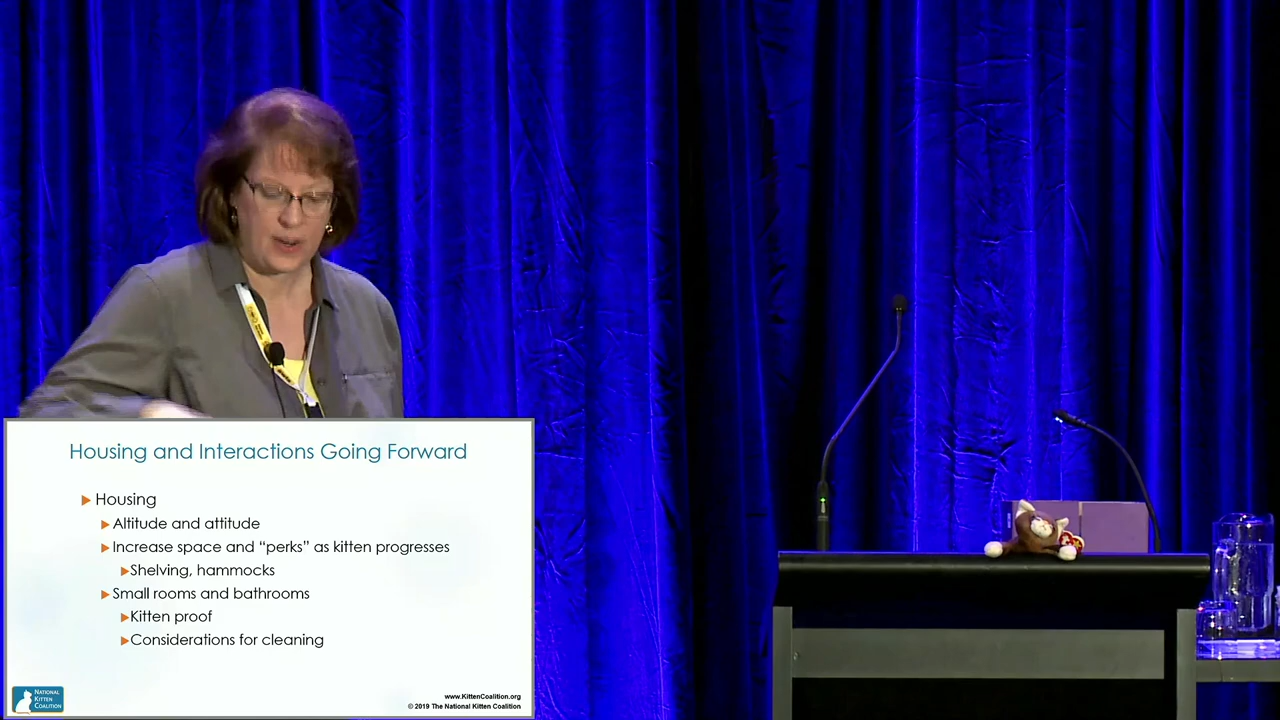 Housing and Interactions Going Forward
Housing
Altitude and attitude
Increase space and “perks” as kitten progresses
Shelving, hammocks
Small rooms and bathrooms
Kitten proof
Considerations for cleaning
NATIONAL
KITTEN
COALITION
www.KittenCoalition.org
© 2019 The National Kitten Coalition